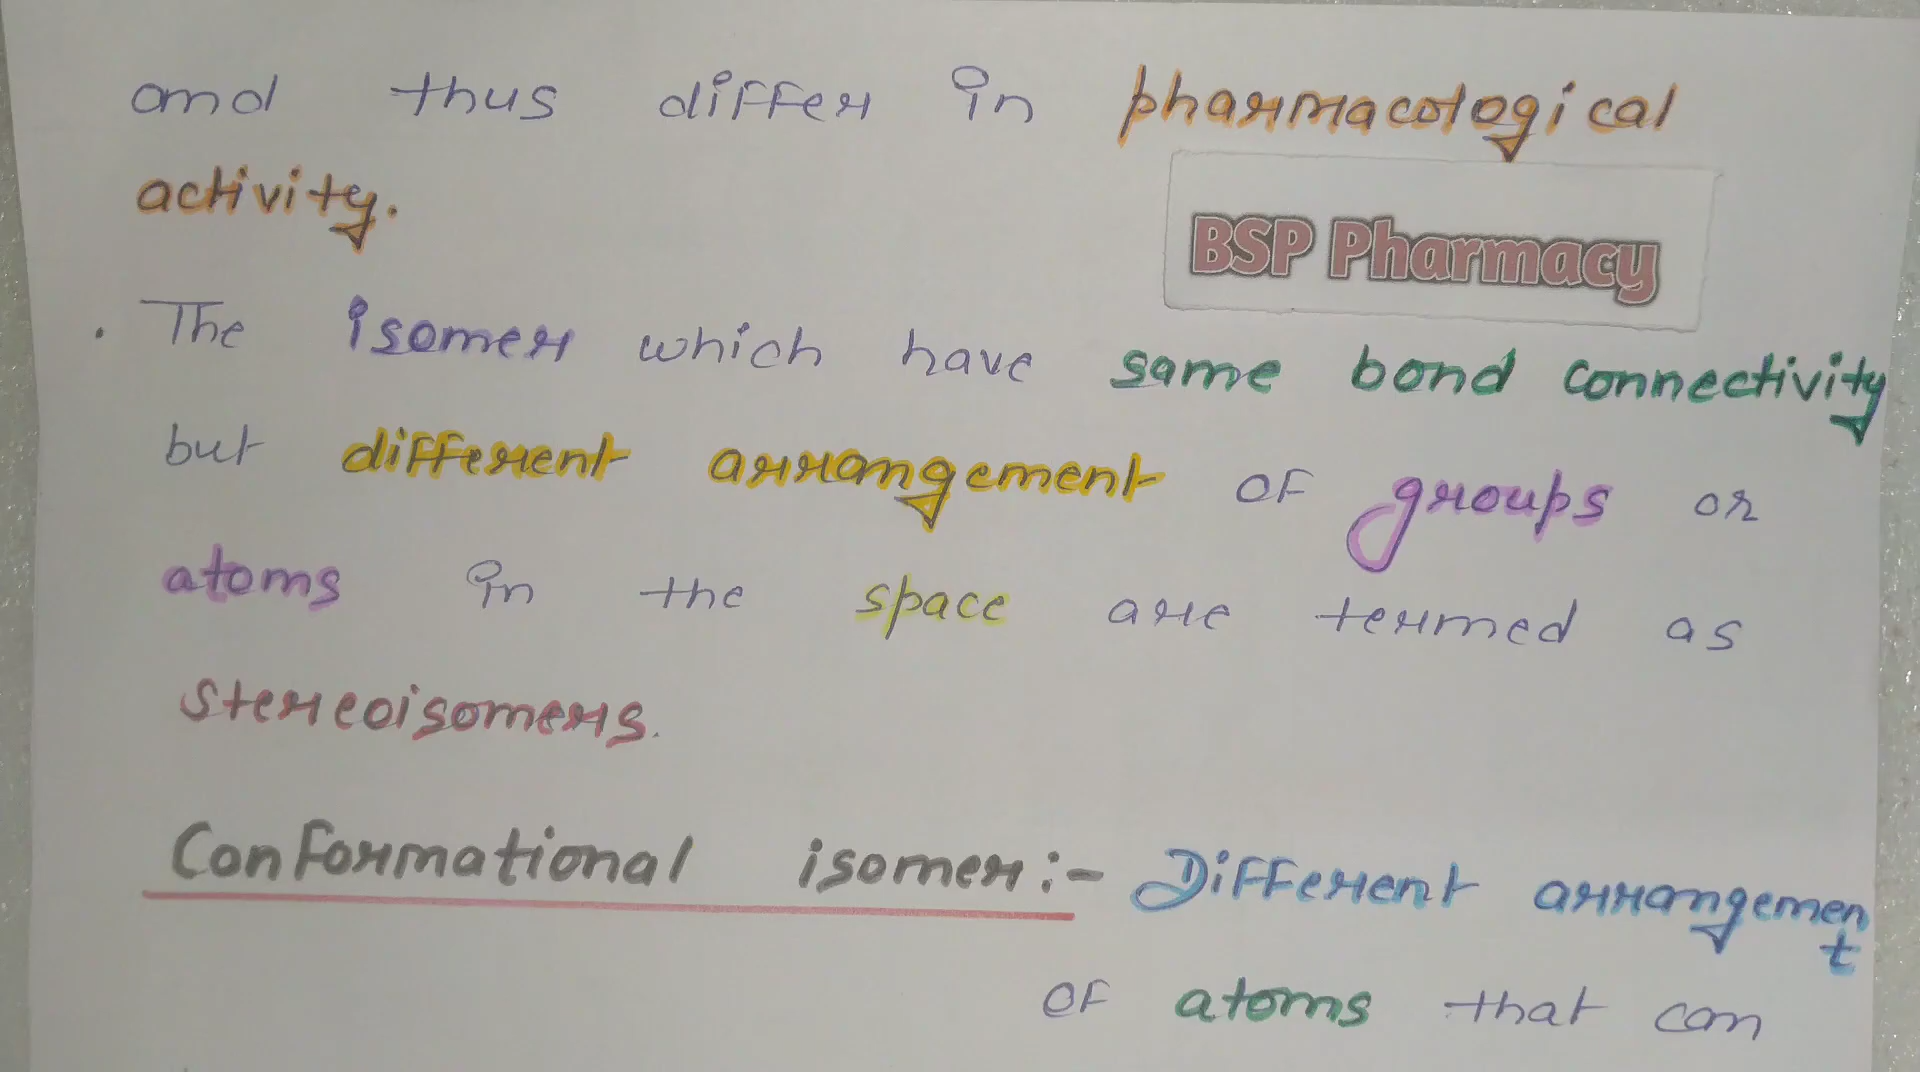 and thus differ in pharmacological
activity.
BSP Pharmacy
. The isomer which have same bond connectivity
but different arrangement of groups or
atoms in the space are termed as
stereoisomers.
Conformational isomer:- Different arrangement
of atoms that can